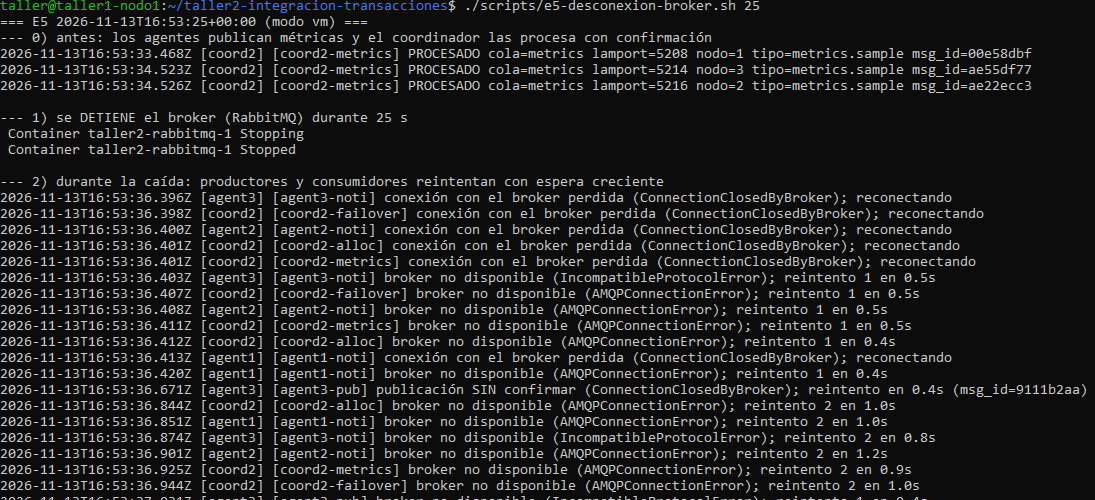 taller@taller1-nodo1:~/taller2-integracion-transacciones$ ./scripts/e5-desconexion-broker.sh 25
=== E5 2026-11-13T16:53:25+00:00 (modo vm) ===
--- 0) antes: los agentes publican métricas y el coordinador las procesa con confirmación
2026-11-13T16:53:33.468Z [coord2] [coord2-metrics] PROCESADO cola=metrics lamport=5208 nodo=1 tipo=metrics.sample msg_id=00e58dbf
2026-11-13T16:53:34.523Z [coord2] [coord2-metrics] PROCESADO cola=metrics lamport=5214 nodo=3 tipo=metrics.sample msg_id=ae55df77
2026-11-13T16:53:34.526Z [coord2] [coord2-metrics] PROCESADO cola=metrics lamport=5216 nodo=2 tipo=metrics.sample msg_id=ae22ecc3
--- 1) se DETIENE el broker (RabbitMQ) durante 25 s
Container taller2-rabbitmq-1 Stopping
Container taller2-rabbitmq-1 Stopped
--- 2) durante la caída: productores y consumidores reintentan con espera creciente
2026-11-13T16:53:36.396Z [agent3] [agent3-noti] conexión con el broker perdida (ConnectionClosedByBroker); reconectando
2026-11-13T16:53:36.398Z [coord2] [coord2-failover] conexión con el broker perdida (ConnectionClosedByBroker); reconectando
2026-11-13T16:53:36.400Z [agent2] [agent2-noti] conexión con el broker perdida (ConnectionClosedByBroker); reconectando
2026-11-13T16:53:36.401Z [coord2] [coord2-alloc] conexión con el broker perdida (ConnectionClosedByBroker); reconectando
2026-11-13T16:53:36.401Z [coord2] [coord2-metrics] conexión con el broker perdida (ConnectionClosedByBroker); reconectando
2026-11-13T16:53:36.403Z [agent3] [agent3-noti] broker no disponible (IncompatibleProtocolError); reintento 1 en 0.5s
2026-11-13T16:53:36.407Z [coord2] [coord2-failover] broker no disponible (AMQPConnectionError); reintento 1 en 0.5s
2026-11-13T16:53:36.408Z [agent2] [agent2-noti] broker no disponible (AMQPConnectionError); reintento 1 en 0.5s
2026-11-13T16:53:36.411Z [coord2] [coord2-metrics] broker no disponible (AMQPConnectionError); reintento 1 en 0.5s
2026-11-13T16:53:36.412Z [coord2] [coord2-alloc] broker no disponible (AMQPConnectionError); reintento 1 en 0.4s
2026-11-13T16:53:36.413Z [agent1] [agent1-noti] conexión con el broker perdida (ConnectionClosedByBroker); reconectando
2026-11-13T16:53:36.420Z [agent1] [agent1-noti] broker no disponible (AMQPConnectionError); reintento 1 en 0.4s
2026-11-13T16:53:36.671Z [agent3] [agent3-pub] publicación SIN confirmar (ConnectionClosedByBroker); reintento en 0.4s (msg_id=9111b2aa)
2026-11-13T16:53:36.844Z [coord2] [coord2-alloc] broker no disponible (AMQPConnectionError); reintento 2 en 1.0s
2026-11-13T16:53:36.851Z [agent1] [agent1-noti] broker no disponible (AMQPConnectionError); reintento 2 en 1.0s
2026-11-13T16:53:36.874Z [agent3] [agent3-noti] broker no disponible (IncompatibleProtocolError); reintento 2 en 0.8s
2026-11-13T16:53:36.901Z [agent2] [agent2-noti] broker no disponible (AMQPConnectionError); reintento 2 en 1.2s
2026-11-13T16:53:36.925Z [coord2] [coord2-metrics] broker no disponible (AMQPConnectionError); reintento 2 en 0.9s
2026-11-13T16:53:36.944Z [coord2] [coord2-failover] broker no disponible (AMQPConnectionError); reintento 2 en 1.0s